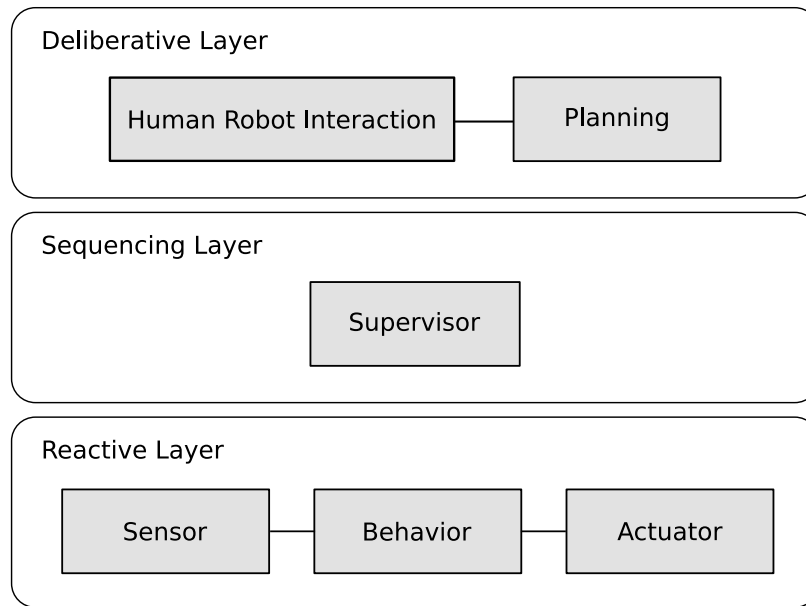 Deliberative Layer
Human Robot Interaction
Planning
Sequencing Layer
Supervisor
Reactive Layer
Sensor
Behavior
Actuator